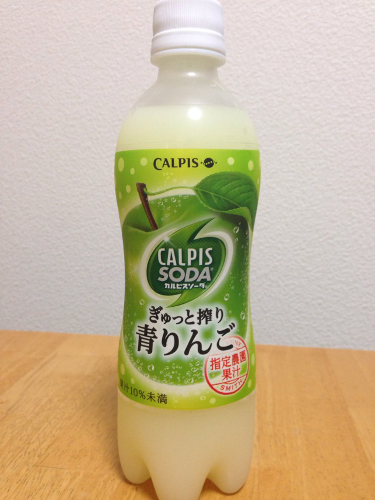 CALPIS
CALPIS
SODA
カルピスソーダ
ぎゅっと搾り
青りんご
指定農園
果汁
SMITH
果汁10%未満